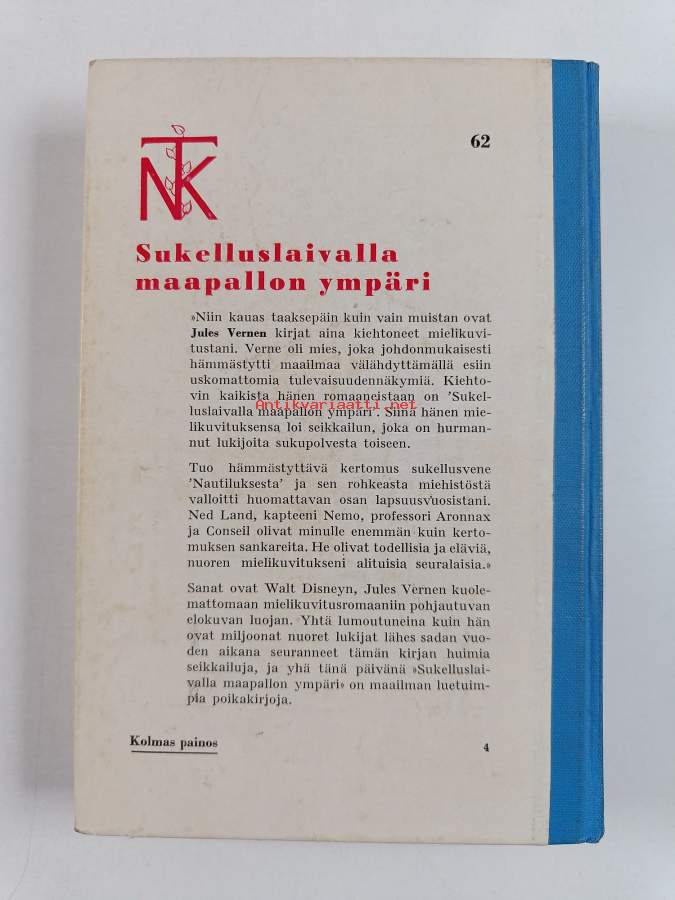 NTK
62
Sukelluslaivalla
maapallon ympäri
»Niin kauas taaksepäin kuin vain muistan ovat
Jules Vernen kirjat aina kiehtoneet mielikuvi-
tustani. Verne oli mies, joka johdonmukaisesti
hämmästytti maailmaa välähdyttämällä esiin
uskomattomia tulevaisuudennäkymiä. Kiehto-
vin kaikista hänen romaaneistaan on 'Sukel-
luslaivalla maapallon ympäri'. Siinä hänen mie-
Antikvariaatti.net
likuvituksensa loi seikkailun, joka on hurman-
nut lukijoita sukupolvesta toiseen.
Tuo hämmästyttävä kertomus sukellusvene
'Nautiluksesta' ja sen rohkeasta miehistöstä
valloitti huomattavan osan lapsuusvuosistani.
Ned Land, kapteeni Nemo, professori Aronnax
ja Conseil olivat minulle enemmän kuin kerto-
muksen sankareita. He olivat todellisia ja eläviä,
nuoren mielikuvitukseni alituisia seuralaisia.»
Sanat ovat Walt Disneyn, Jules Vernen kuole-
mattomaan mielikuvitusromaaniin pohjautuvan
elokuvan luojan. Yhtä lumoutuneina kuin hän
ovat miljoonat nuoret lukijat lähes sadan vuo-
den aikana seuranneet tämän kirjan huimia
seikkailuja, ja yhä tänä päivänä »Sukelluslai-
valla maapallon ympäri» on maailman luetuim-
pia poikakirjoja.
Kolmas painos
4